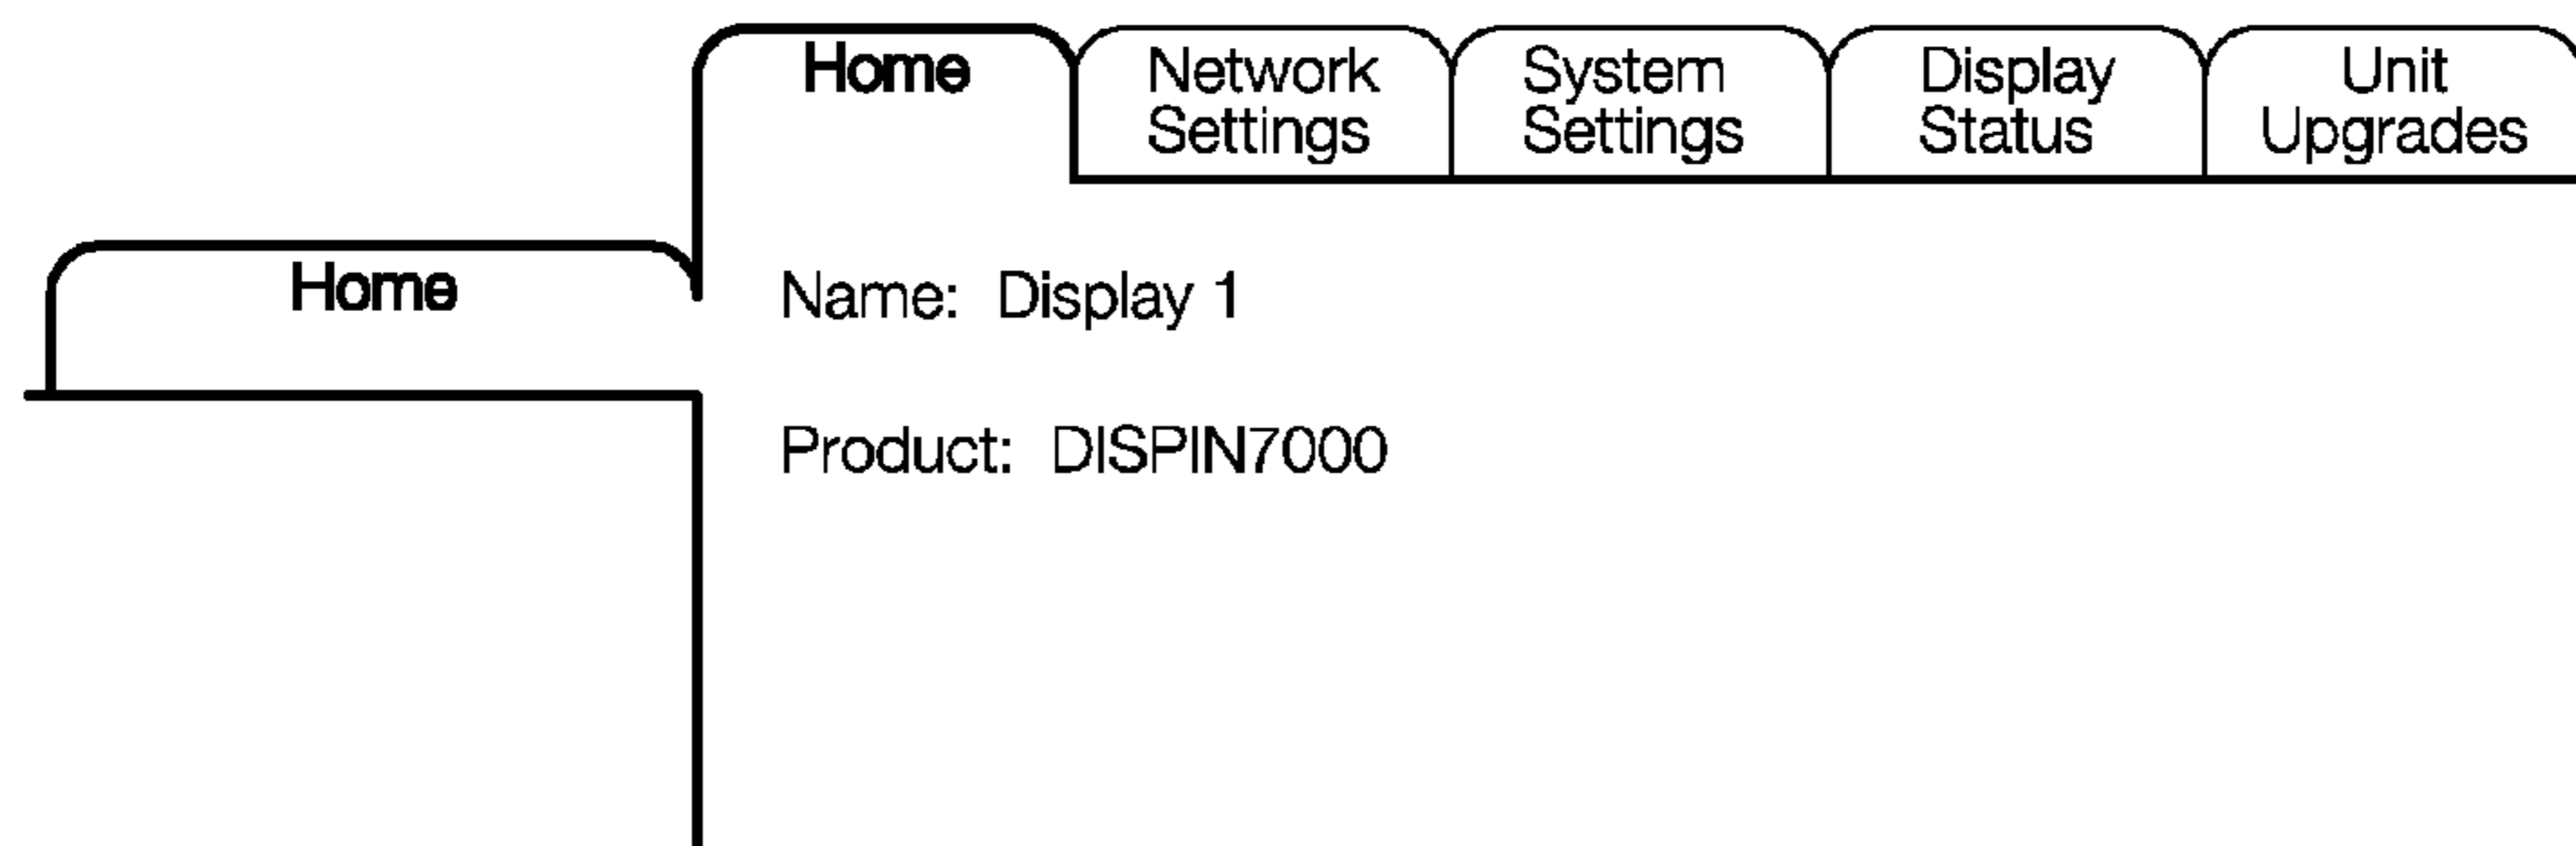 Home
Network
Settings
System
Settings
Display
Status
Unit
Upgrades
Home
Name: Display 1
Product: DISPIN7000